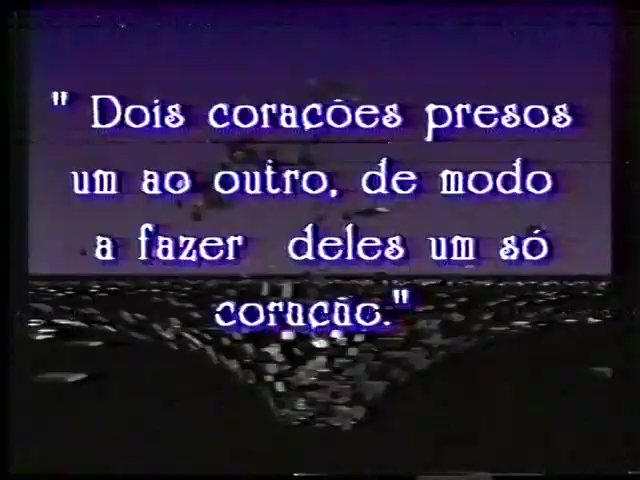 " Dois corações presos
um ao outro, de modo
a fazer deles um só
coração."